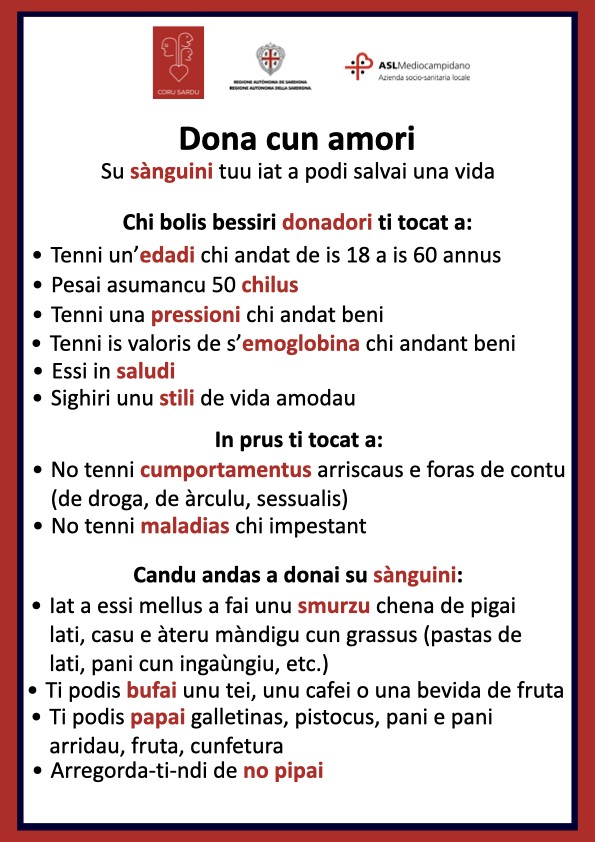 CORU SARDU
REGIONE AUTÒNOMA DE SARDIGNA
REGIONE AUTONOMA DELLA SARDEGNA
ASLMediocampidano
Azienda socio-sanitaria locale
Dona cun amori
Su sànguini tuu iat a podi salvai una vida
Chi bolis bessiri donadori ti tocat a:
• Tenni un’edadi chi andat de is 18 a is 60 annus
• Pesai asumancu 50 chilus
• Tenni una pressioni chi andat beni
• Tenni is valoris de s’emoglobina chi andant beni
• Essi in saludi
• Sighiri unu stili de vida amodau
In prus ti tocat a:
• No tenni cumportamentus arriscaus e foras de contu
(de droga, de àrculu, sessualis)
• No tenni maladias chi impestant
Candu andas a donai su sànguini:
• Iat a essi mellus a fai unu smurzu chena de pigai
lati, casu e àteru màndigu cun grassus (pastas de
lati, pani cun ingaùngiu, etc.)
• Ti podis bufai unu tei, unu cafei o una bevida de fruta
• Ti podis papai galletinas, pistocus, pani e pani
arridau, fruta, cunfetura
• Arregorda-ti-ndi de no pipai